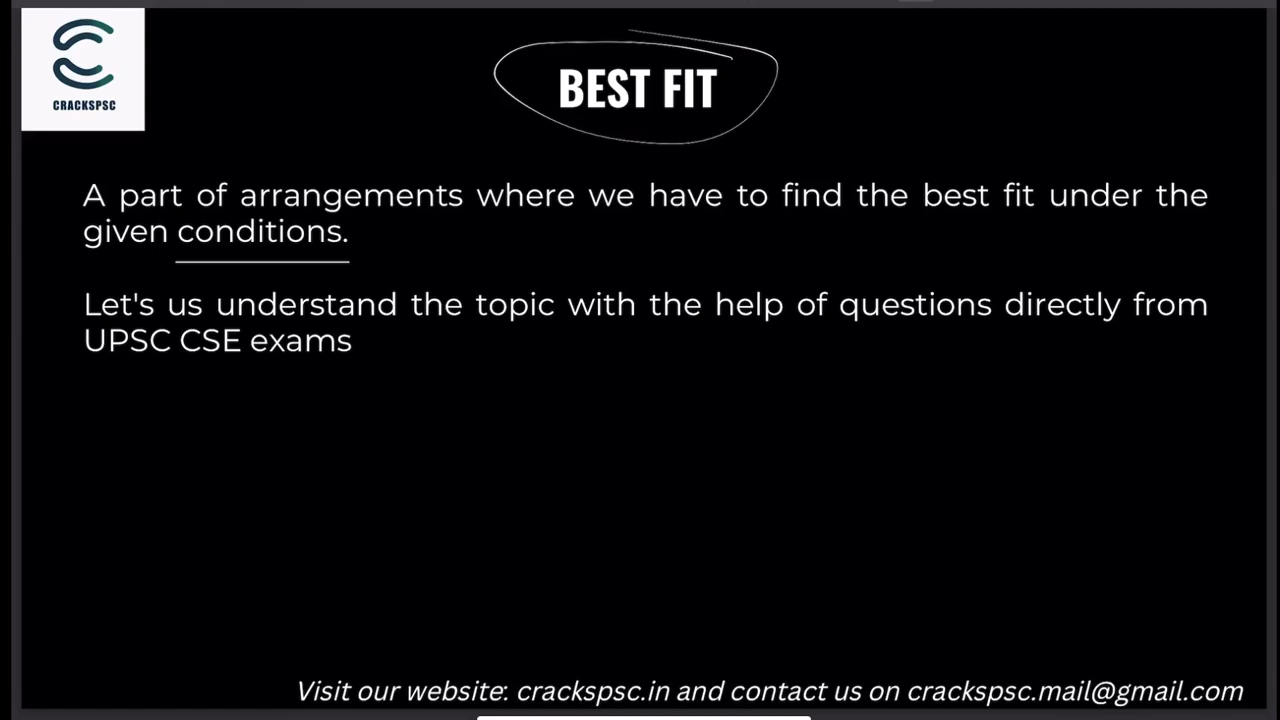 CRACKSPSC
BEST FIT
A part of arrangements where we have to find the best fit under the
given conditions.
Let's us understand the topic with the help of questions directly from
UPSC CSE exams
Visit our website: crackspsc.in and contact us on crackspsc.mail@gmail.com